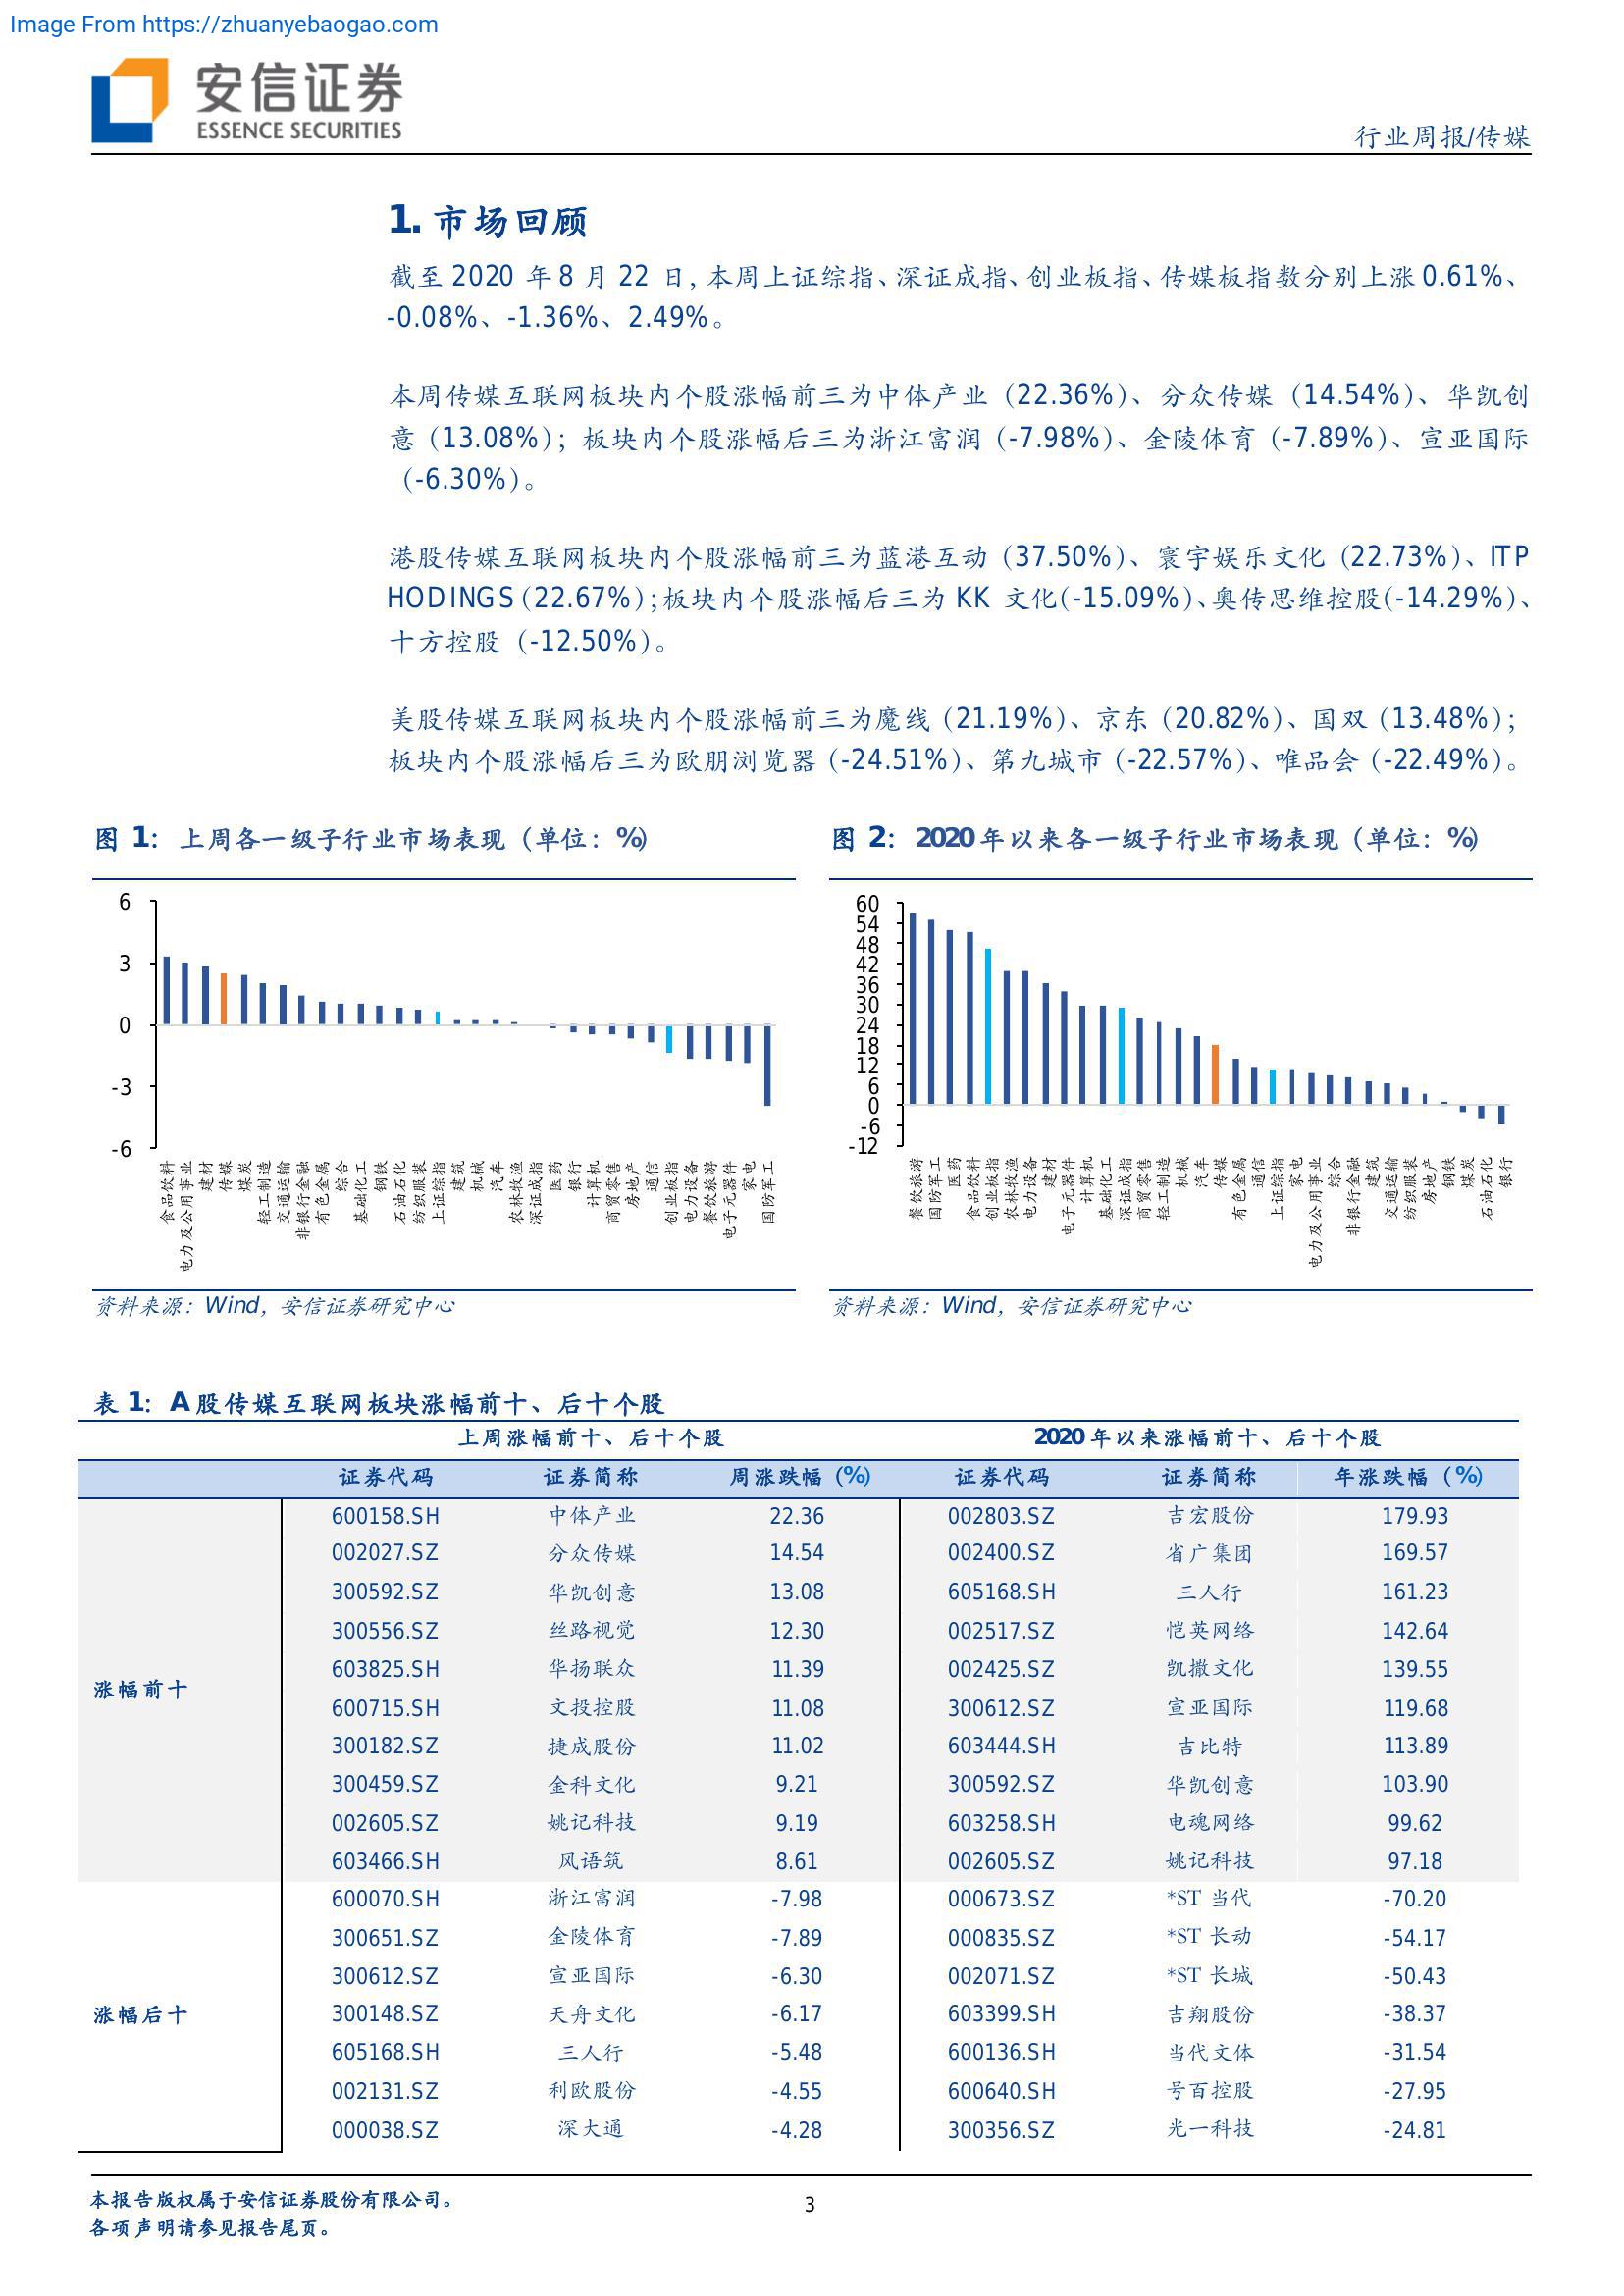 Image From https://zhuanyebaogao.com
安信证券
ESSENCE SECURITIES
行业周报/传媒
1. 市场回顾
截至 2020 年 8 月 22 日，本周上证综指、深证成指、创业板指、传媒板指数分别上涨 0.61%、
-0.08%、-1.36%、2.49%。
本周传媒互联网板块内个股涨幅前三为中体产业（22.36%）、分众传媒（14.54%）、华凯创
意（13.08%）；板块内个股涨幅后三为浙江富润（-7.98%）、金陵体育（-7.89%）、宣亚国际
（-6.30%）。
港股传媒互联网板块内个股涨幅前三为蓝港互动（37.50%）、寰宇娱乐文化（22.73%）、ITP
HODINGS（22.67%）；板块内个股涨幅后三为 KK 文化(-15.09%)、奥传思维控股(-14.29%)、
十方控股（-12.50%）。
美股传媒互联网板块内个股涨幅前三为魔线（21.19%）、京东（20.82%）、国双（13.48%）；
板块内个股涨幅后三为欧朋浏览器（-24.51%）、第九城市（-22.57%）、唯品会（-22.49%）。
图 1：上周各一级子行业市场表现（单位：%）
6
3
0
-3
-6
食品饮料
电力及公用事业
建材
传媒
煤炭
轻工制造
交通运输
非银行金融
有色金属
综合
基础化工
钢铁
石油石化
纺织服装
上证综指
建筑
机械
汽车
农林牧渔
深证成指
医药
银行
计算机
商贸零售
房地产
通信
创业板指
电力设备
餐饮旅游
电子元器件
家电
国防军工
资料来源：Wind，安信证券研究中心
图 2：2020 年以来各一级子行业市场表现（单位：%）
60
54
48
42
36
30
24
18
12
6
0
-6
-12
餐饮旅游
国防军工
医药
食品饮料
创业板指
农林牧渔
电力设备
建材
电子元器件
计算机
基础化工
深证成指
商贸零售
轻工制造
机械
汽车
传媒
有色金属
通信
上证综指
家电
电力及公用事业
综合
非银行金融
建筑
交通运输
纺织服装
房地产
钢铁
煤炭
石油石化
银行
资料来源：Wind，安信证券研究中心
表 1：A 股传媒互联网板块涨幅前十、后十个股
上周涨幅前十、后十个股 2020 年以来涨幅前十、后十个股
证券代码 证券简称 周涨跌幅（%） 证券代码 证券简称 年涨跌幅（%）
涨幅前十
600158.SH 中体产业 22.36 002803.SZ 吉宏股份 179.93
002027.SZ 分众传媒 14.54 002400.SZ 省广集团 169.57
300592.SZ 华凯创意 13.08 605168.SH 三人行 161.23
300556.SZ 丝路视觉 12.30 002517.SZ 恺英网络 142.64
603825.SH 华扬联众 11.39 002425.SZ 凯撒文化 139.55
600715.SH 文投控股 11.08 300612.SZ 宣亚国际 119.68
300182.SZ 捷成股份 11.02 603444.SH 吉比特 113.89
300459.SZ 金科文化 9.21 300592.SZ 华凯创意 103.90
002605.SZ 姚记科技 9.19 603258.SH 电魂网络 99.62
603466.SH 风语筑 8.61 002605.SZ 姚记科技 97.18
涨幅后十
600070.SH 浙江富润 -7.98 000673.SZ *ST 当代 -70.20
300651.SZ 金陵体育 -7.89 000835.SZ *ST 长动 -54.17
300612.SZ 宣亚国际 -6.30 002071.SZ *ST 长城 -50.43
300148.SZ 天舟文化 -6.17 603399.SH 吉翔股份 -38.37
605168.SH 三人行 -5.48 600136.SH 当代文体 -31.54
002131.SZ 利欧股份 -4.55 600640.SH 号百控股 -27.95
000038.SZ 深大通 -4.28 300356.SZ 光一科技 -24.81
本报告版权属于安信证券股份有限公司。
各项声明请参见报告尾页。
3